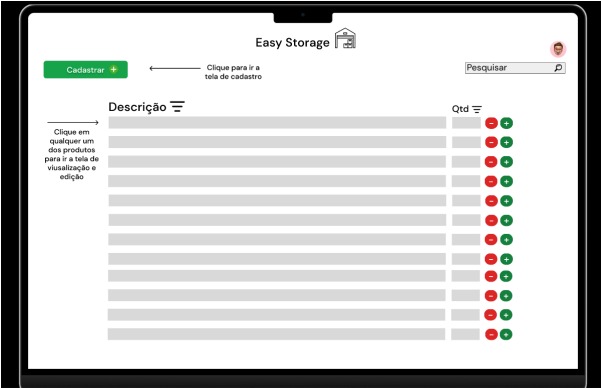 Easy Storage
Cadastrar +
Clique para ir a
tela de cadastro
Pesquisar
Descrição
Qtd
Clique em
qualquer um
dos produtos
para ir a tela de
viusalização e
edição